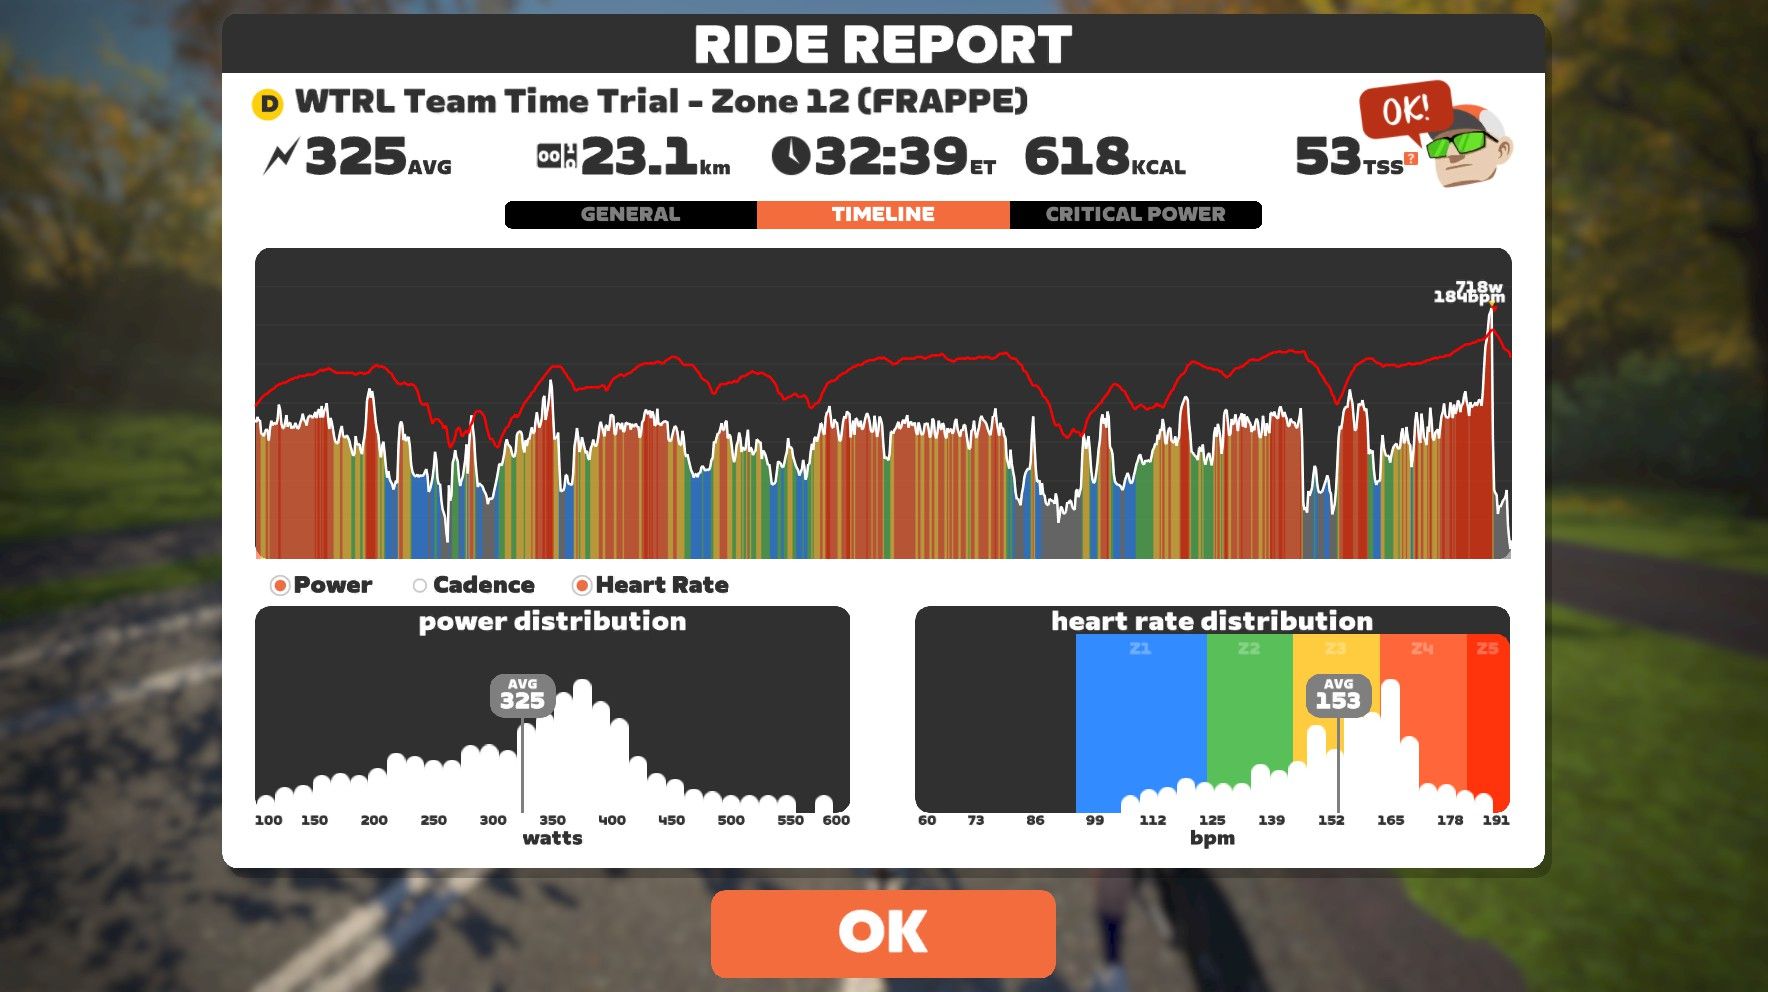 RIDE REPORT
D WTRL Team Time Trial - Zone 12 (FRAPPE)
OK!
325AVG 23.1km 32:39ET 618KCAL 53TSS?
GENERAL TIMELINE CRITICAL POWER
718w
184bpm
Power Cadence Heart Rate
power distribution
AVG
325
100 150 200 250 300 350 400 450 500 550 600
watts
heart rate distribution
Z1 Z2 Z3 Z4 Z5
AVG
153
60 73 86 99 112 125 139 152 165 178 191
bpm
OK